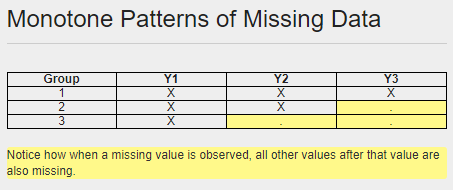 Monotone Patterns of Missing Data
Group Y1 Y2 Y3
1 X X X
2 X X .
3 X . .
Notice how when a missing value is observed, all other values after that value are
also missing.